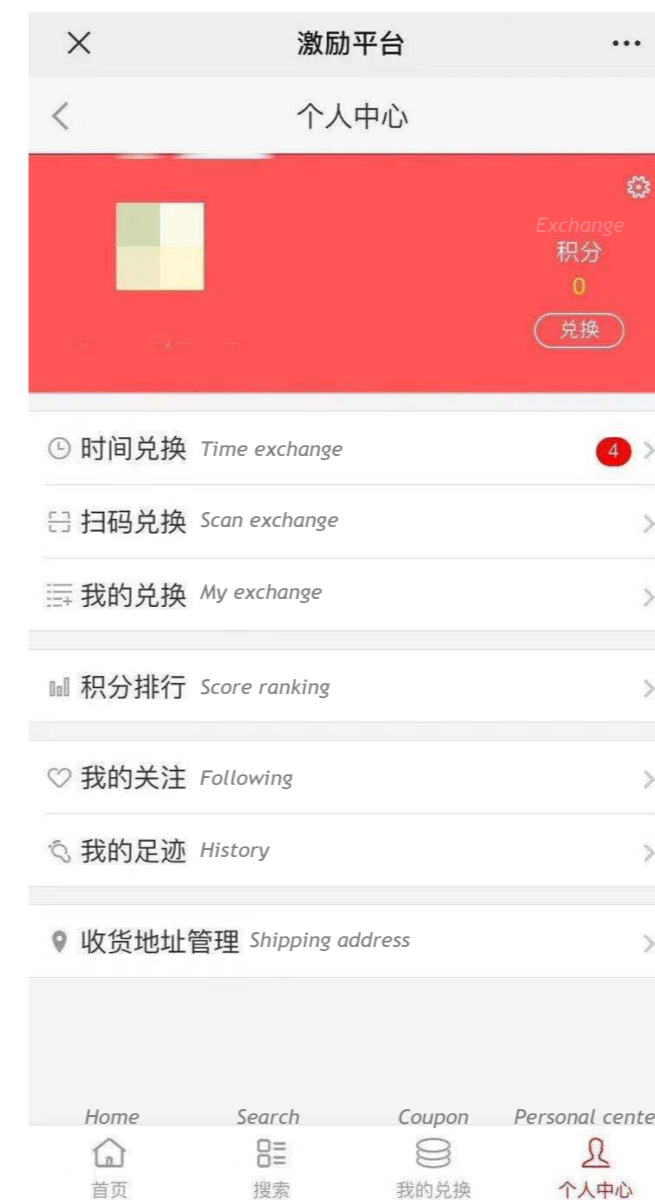 激励平台
个人中心
Exchange
积分
0
兑换
时间兑换 Time exchange 4
扫码兑换 Scan exchange
我的兑换 My exchange
积分排行 Score ranking
我的关注 Following
我的足迹 History
收货地址管理 Shipping address
Home Search Coupon Personal cente
首页 搜索 我的兑换 个人中心